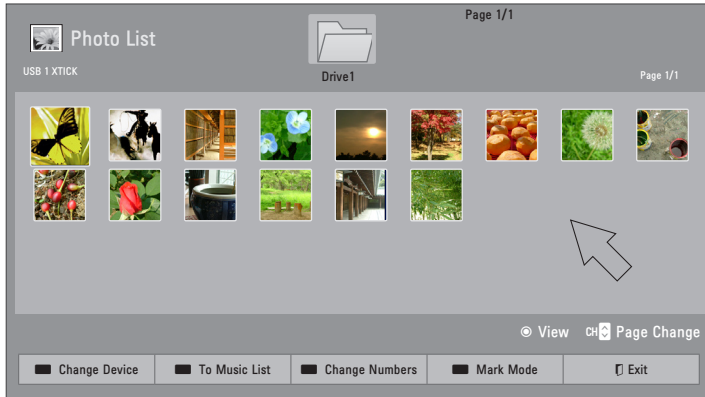 Page 1/1
Photo List
USB 1 XTICK
Drive1
Page 1/1
View CH Page Change
Change Device
To Music List
Change Numbers
Mark Mode
Exit